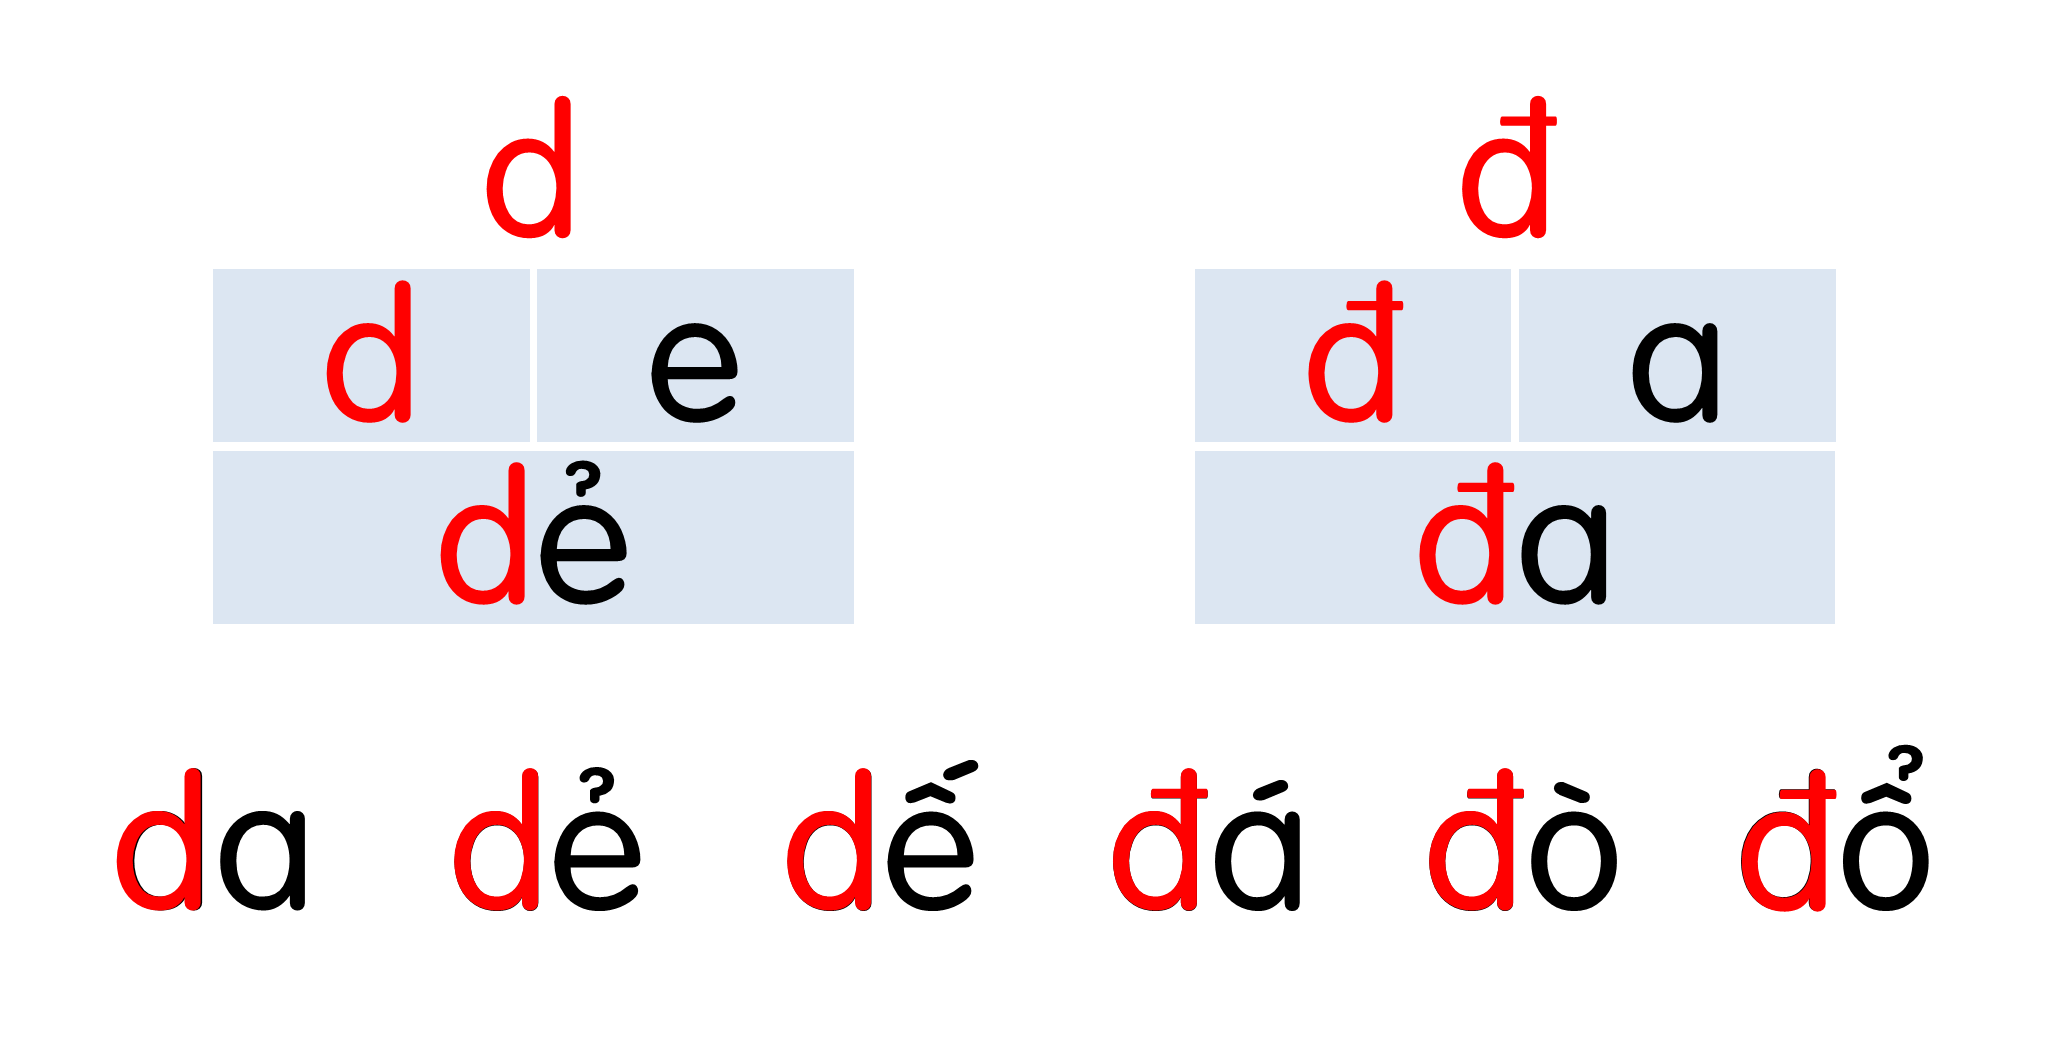 d đ
d e đ a
dẻ đa
da dẻ dế đá đò đổ